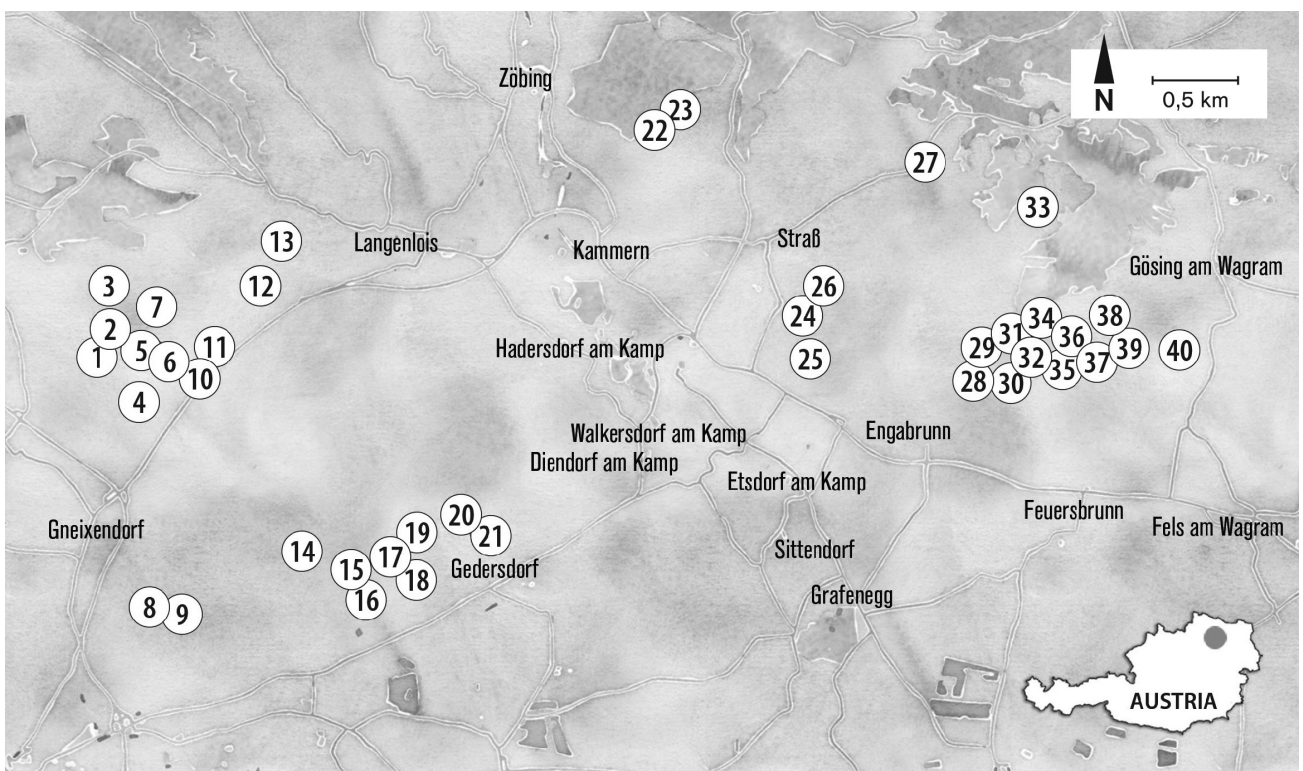 Zöbing
N
0,5 km
23
22
27
33
13
Langenlois
Kammern
Straß
Gösing am Wagram
3
12
26
7
24
34
38
2
31
36
1
5
6
11
Hadersdorf am Kamp
25
29
32
35
37
39
40
10
28
30
4
Walkersdorf am Kamp
Engabrunn
Diendorf am Kamp
Etsdorf am Kamp
Feuersbrunn
Fels am Wagram
Gneixendorf
20
19
21
14
17
15
18
Gedersdorf
Sittendorf
16
8
9
Grafenegg
AUSTRIA